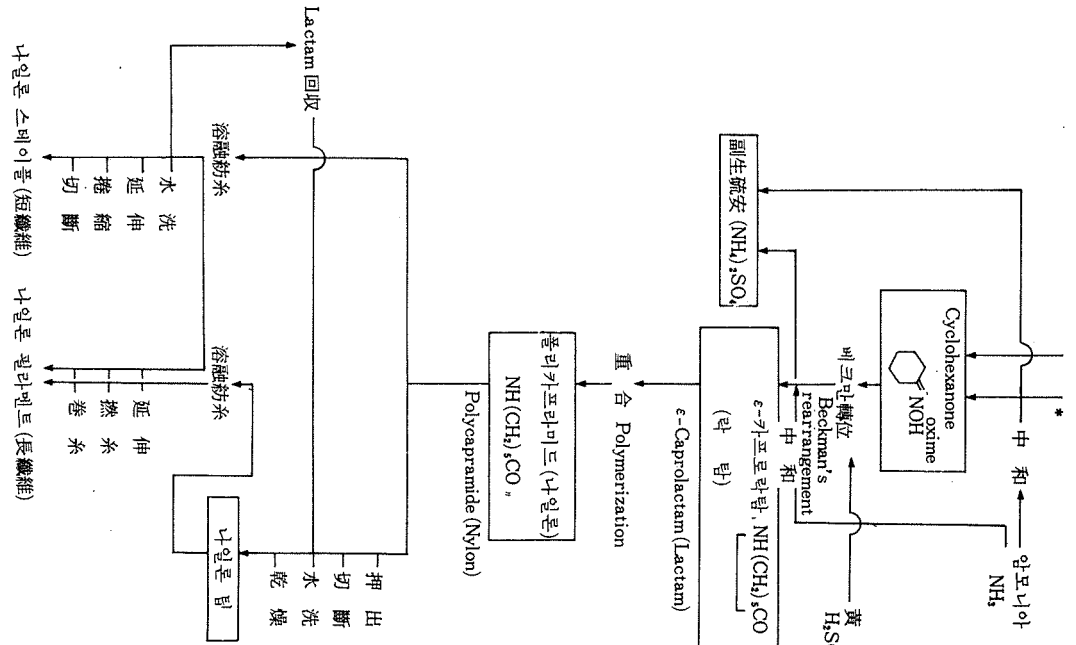 *
암모니아
NH₃
中 和
Cyclohexanone
oxime
NOH
黃
H₂S
베크만轉位
Beckman's
rearrangement
中 和
副生硫安 (NH₄)₂SO₄
ε-카프로락탐, NH(CH₂)₅CO
(락 탐)
ε-Caprolactam(Lactam)
重 合 Polymerization
폴리카프라미드(나일론)
NH(CH₂)₅CO ₙ
Polycapramide(Nylon)
押 出
切 斷
水 洗
乾 燥
나일론 팁
Lactam 回收
溶融紡糸
溶融紡糸
水 洗
延 伸
捲 縮
切 斷
延 伸
撚 糸
卷 糸
나일론 스테이플(短纖維)
나일론 필라멘트(長纖維)